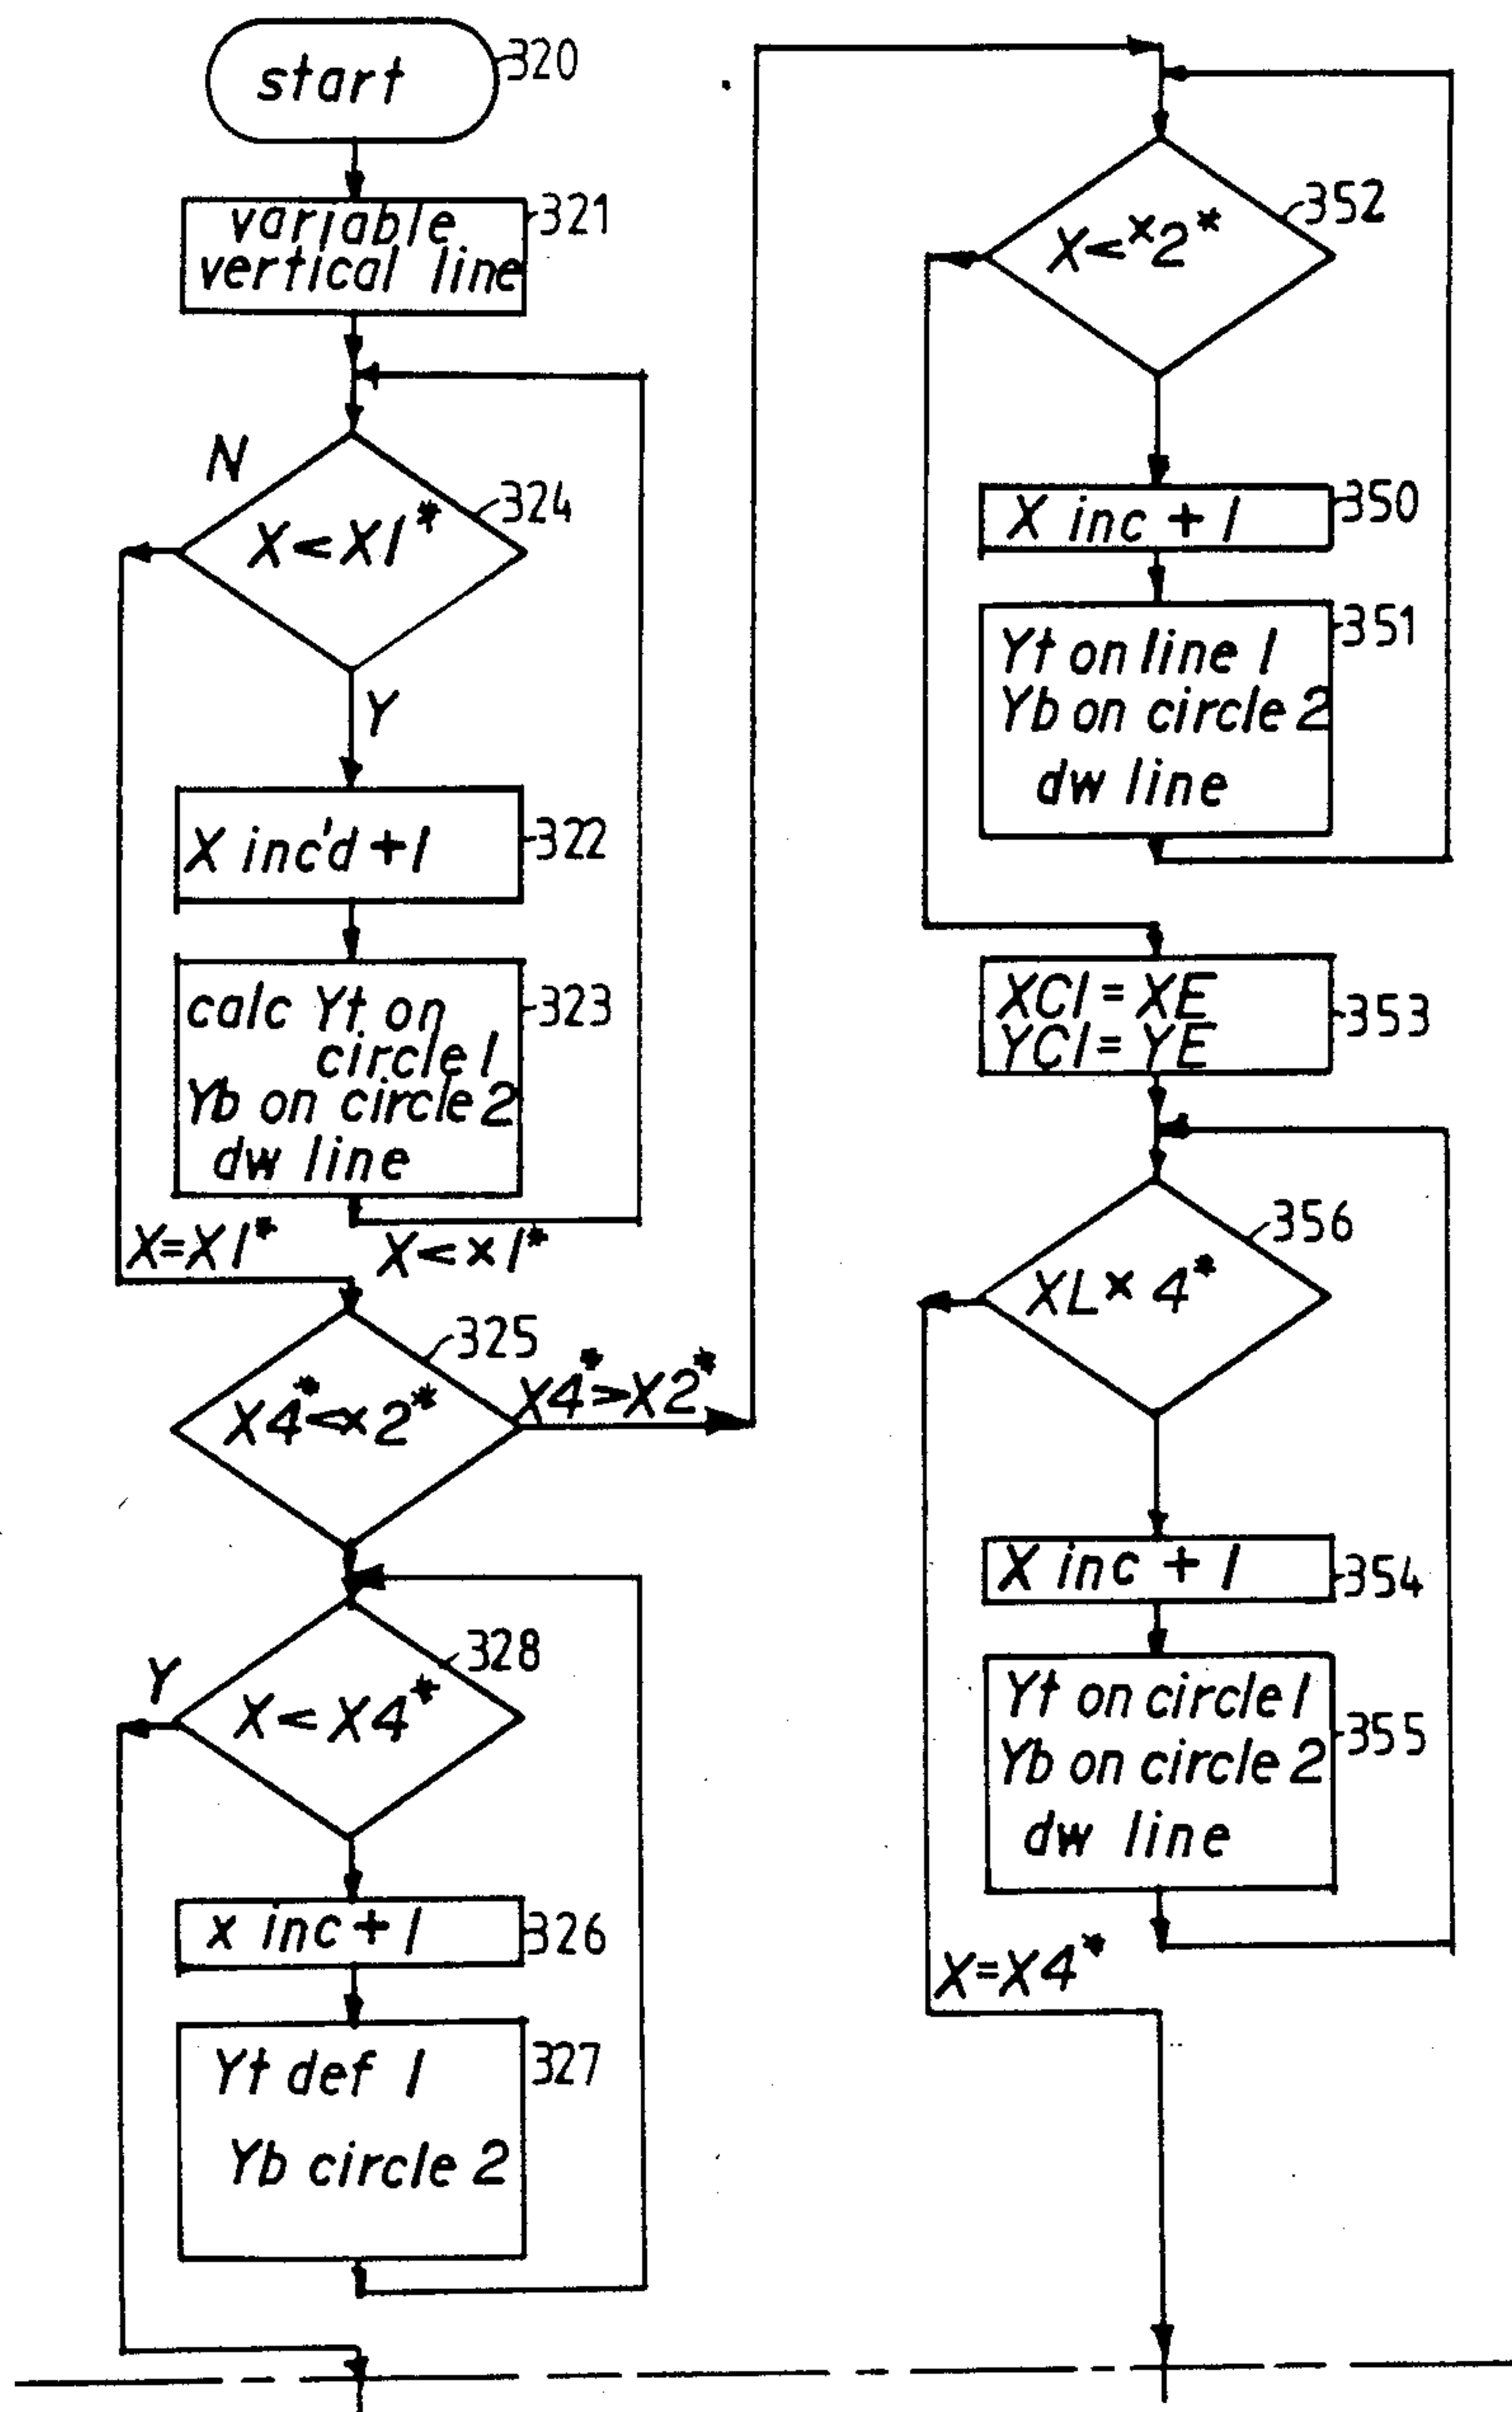 start
320
variable
vertical line
321
N
X<X1*
324
Y
X inc'd +1
322
calc Yt on
circle 1
Yb on circle 2
dw line
323
X=X1*
X<x1*
325
X4*<x2*
X4*>X2*
328
Y
X<X4*
x inc+1
326
Yt def 1
Yb circle 2
327
352
X<x2*
X inc +1
350
Yt on line 1
Yb on circle 2
dw line
351
XC1=XE
YC1=YE
353
356
XLx 4*
X inc +1
354
Yt on circle 1
Yb on circle 2
dw line
355
X=X4*